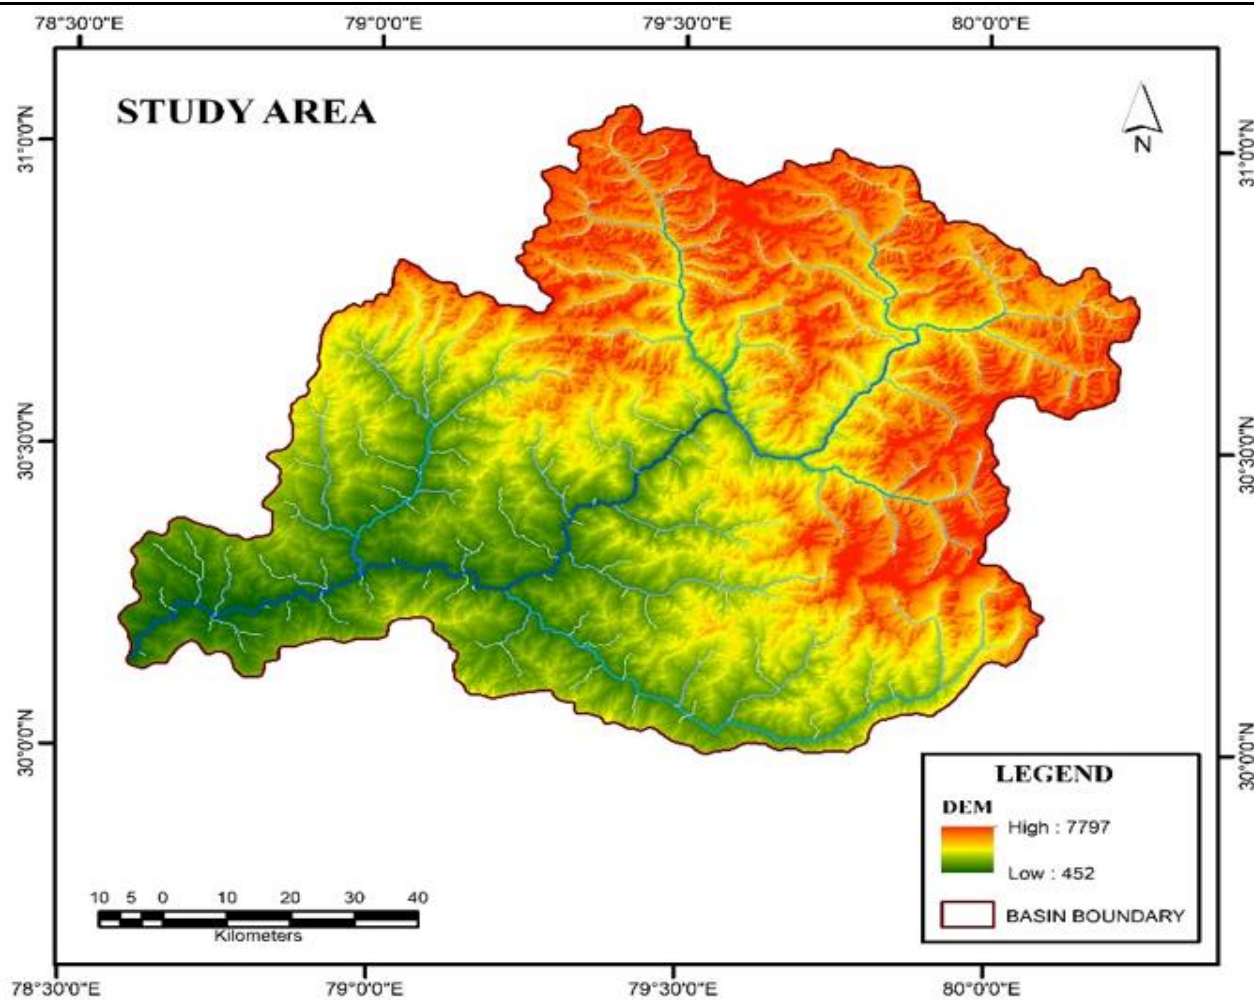 78°30'0"E 79°0'0"E 79°30'0"E 80°0'0"E
STUDY AREA
N
31°0'0"N
31°0'0"N
30°30'0"N
30°30'0"N
30°0'0"N
30°0'0"N
LEGEND
DEM
High : 7797
Low : 452
BASIN BOUNDARY
10 5 0 10 20 30 40
Kilometers
78°30'0"E 79°0'0"E 79°30'0"E 80°0'0"E